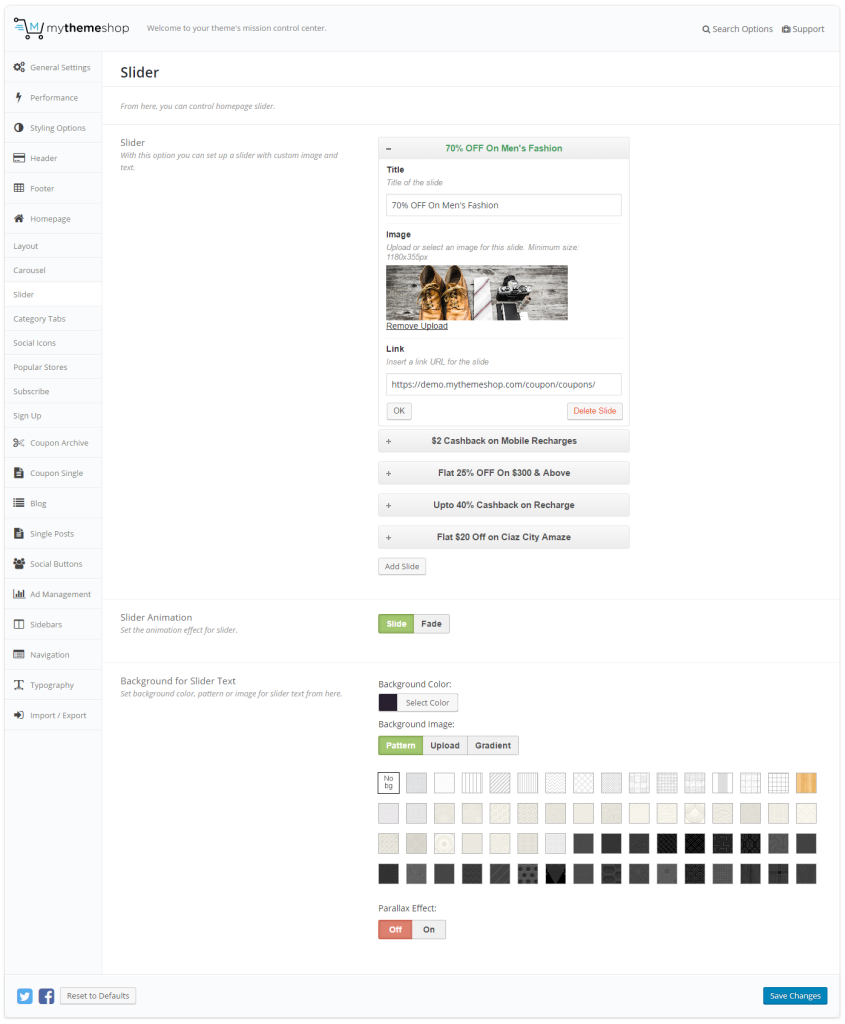 mythemeshop
Welcome to your theme's mission control center.
Search Options
Support
General Settings
Performance
Styling Options
Header
Footer
Homepage
Layout
Carousel
Slider
Category Tabs
Social Icons
Popular Stores
Subscribe
Sign Up
Coupon Archive
Coupon Single
Blog
Single Posts
Social Buttons
Ad Management
Sidebars
Navigation
Typography
Import / Export
Slider
From here, you can control homepage slider.
Slider
With this option you can set up a slider with custom image and
text.
70% OFF On Men's Fashion
Title
Title of the slide
70% OFF On Men's Fashion
Image
Upload or select an image for this slide. Minimum size:
1180x355px
Remove Upload
Link
Insert a link URL for the slide
https://demo.mythemeshop.com/coupon/coupons/
OK
Delete Slide
$2 Cashback on Mobile Recharges
Flat 25% OFF On $300 & Above
Upto 40% Cashback on Recharge
Flat $20 Off on Ciaz City Amaze
Add Slide
Slider Animation
Set the animation effect for slider.
Slide
Fade
Background for Slider Text
Set background color, pattern or image for slider text from here.
Background Color:
Select Color
Background Image:
Pattern
Upload
Gradient
No
bg
Parallax Effect:
Off
On
Reset to Defaults
Save Changes